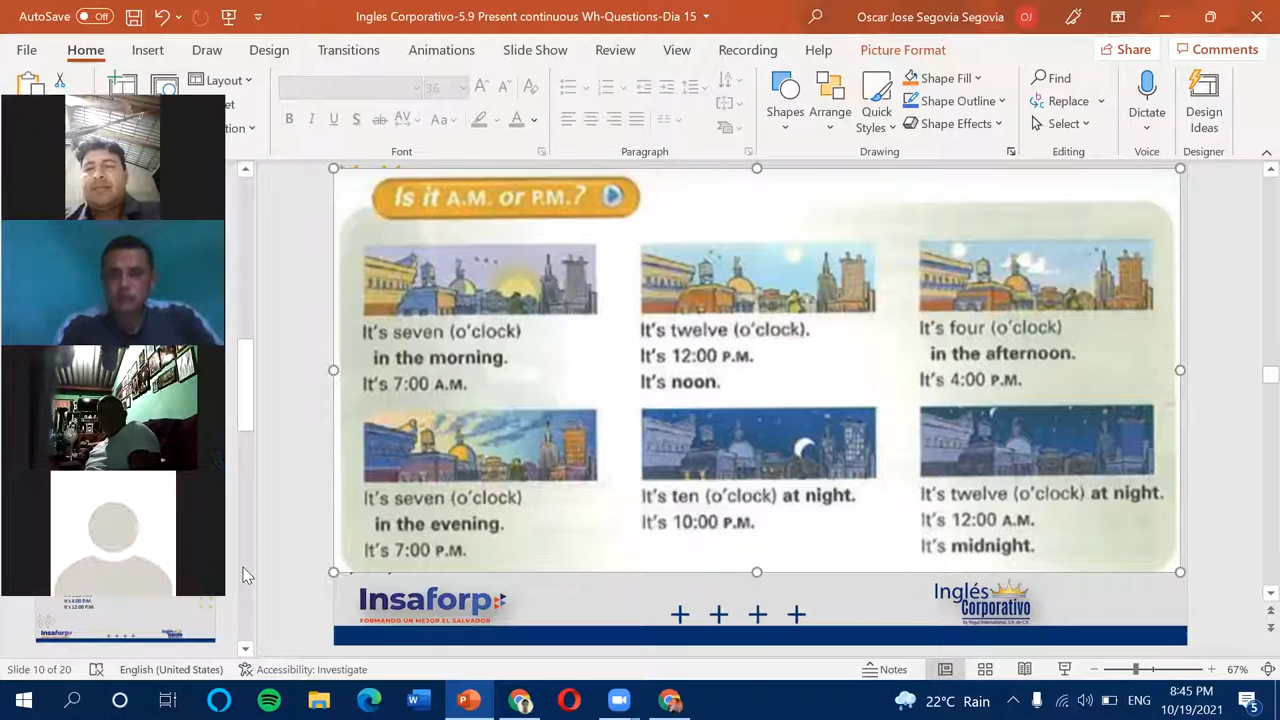 AutoSave Off
Ingles Corporativo-5.9 Present continuous Wh-Questions-Dia 15
Oscar Jose Segovia Segovia OJ
File Home Insert Draw Design Transitions Animations Slide Show Review View Recording Help Picture Format Share Comments
Layout
Shapes Arrange Quick Styles
Shape Fill
Shape Outline
Shape Effects
Find
Replace
Select
Dictate
Design Ideas
Font Paragraph Drawing Editing Voice Designer
Is it A.M. or P.M.?
It's seven (o'clock)
in the morning.
It's 7:00 A.M.
It's twelve (o'clock).
It's 12:00 P.M.
It's noon.
It's four (o'clock)
in the afternoon.
It's 4:00 P.M.
It's seven (o'clock)
in the evening.
It's 7:00 P.M.
It's ten (o'clock) at night.
It's 10:00 P.M.
It's twelve (o'clock) at night.
It's 12:00 A.M.
It's midnight.
Insaforp
FORMANDO UN MEJOR EL SALVADOR
Inglés
Corporativo
Insaforp
Slide 10 of 20 English (United States) Accessibility: Investigate Notes 67%
22°C Rain ENG
8:45 PM
10/19/2021
5